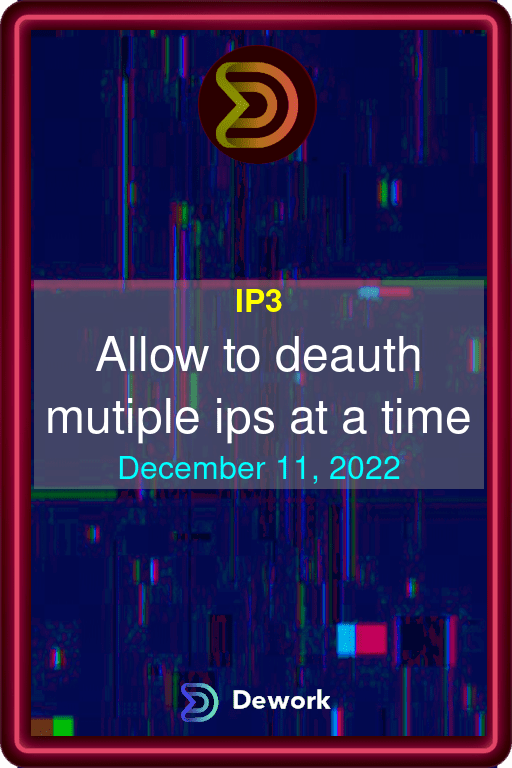 IP3
Allow to deauth
mutiple ips at a time
December 11, 2022
Dework